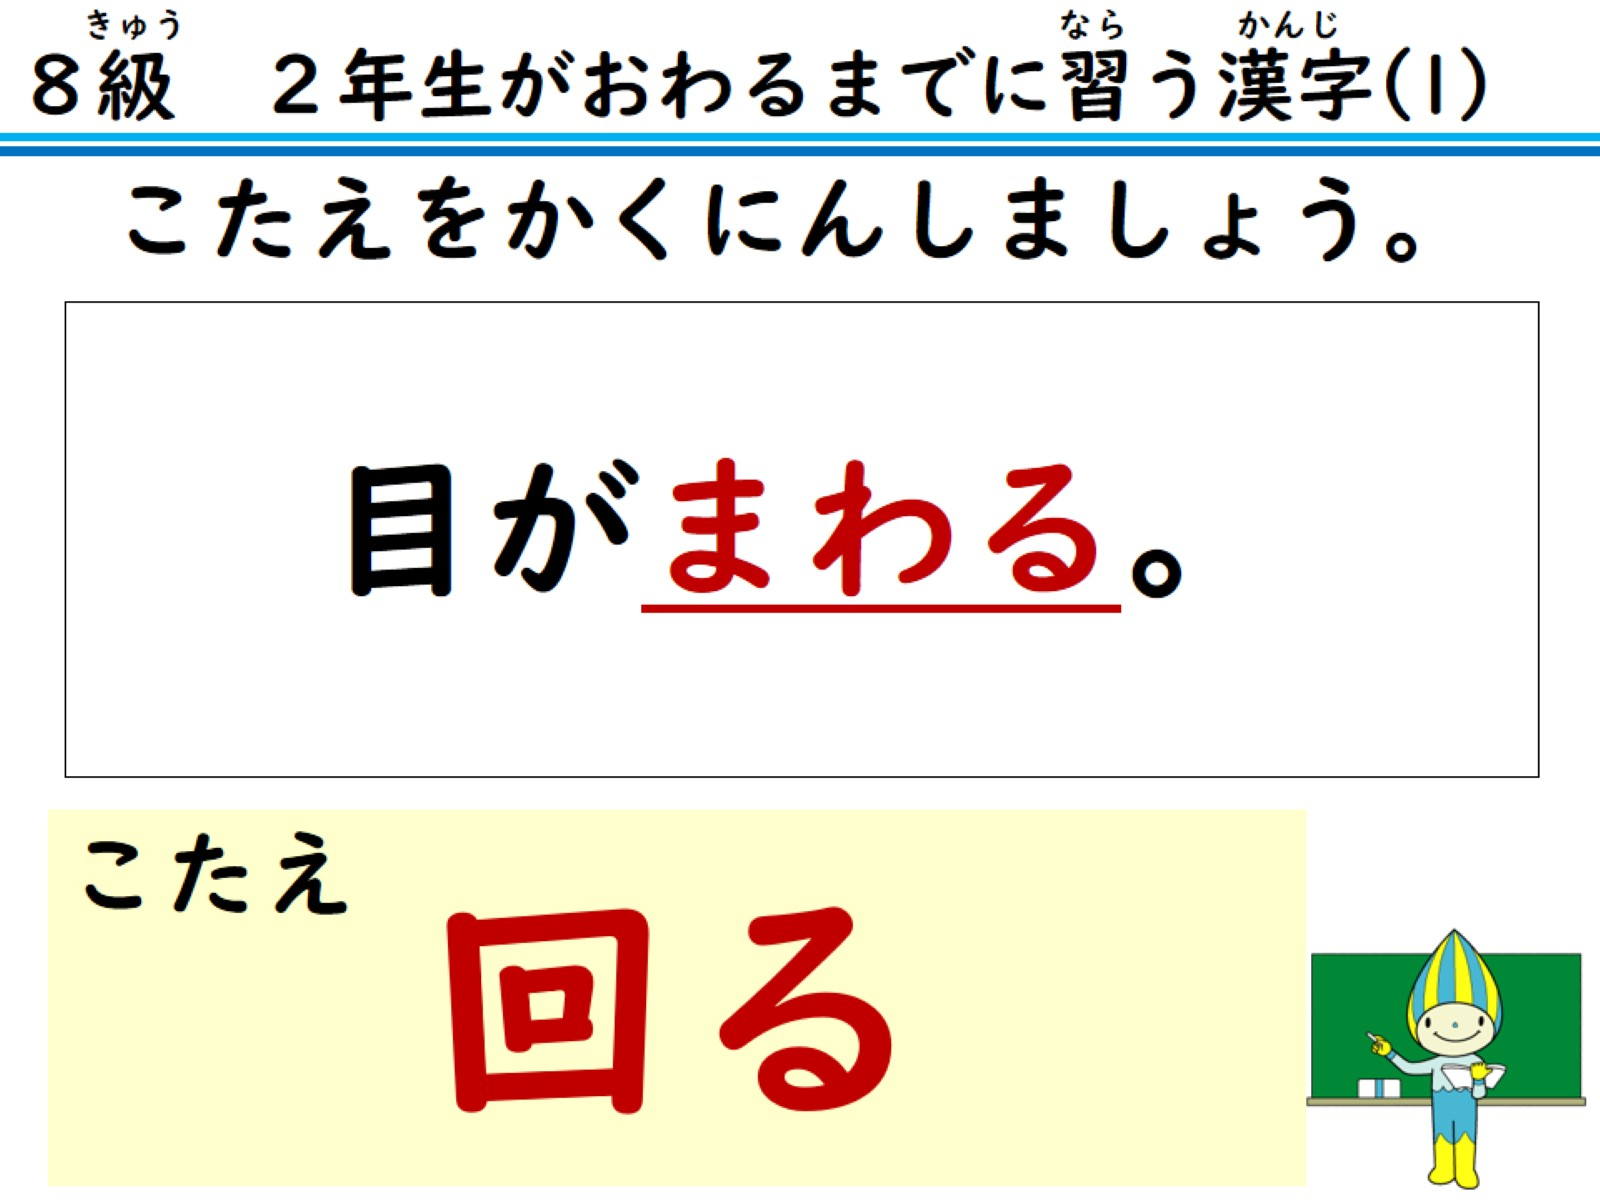 きゅう なら かんじ
８級　２年生がおわるまでに習う漢字(1)
こたえをかくにんしましょう。
目がまわる。
こたえ
回る